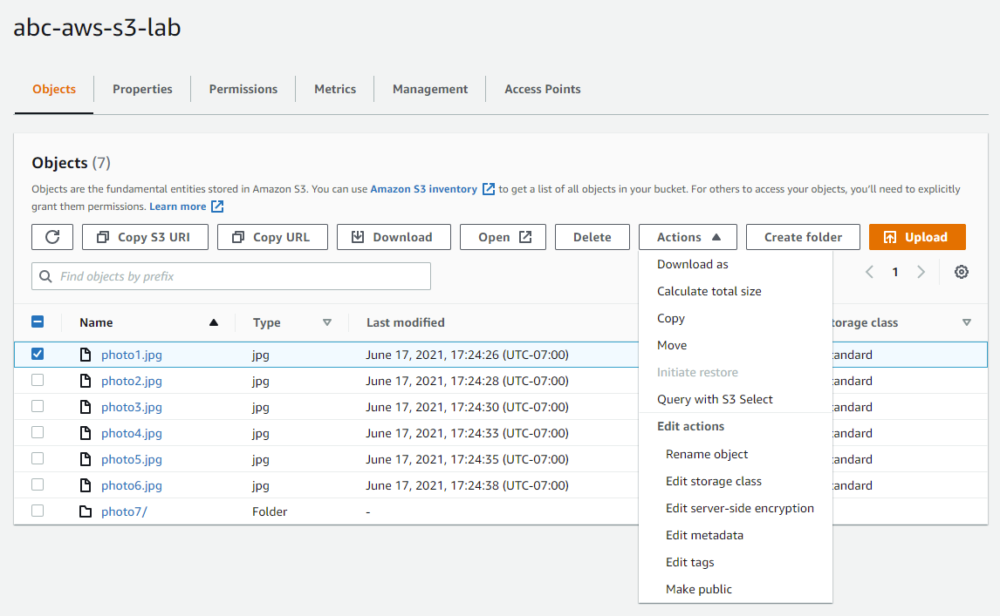 abc-aws-s3-lab
Objects Properties Permissions Metrics Management Access Points
Objects (7)
Objects are the fundamental entities stored in Amazon S3. You can use Amazon S3 inventory to get a list of all objects in your bucket. For others to access your objects, you'll need to explicitly
grant them permissions. Learn more
Copy S3 URI Copy URL Download Open Delete Actions Create folder Upload
Find objects by prefix
1
Name Type Last modified torage class
photo1.jpg jpg June 17, 2021, 17:24:26 (UTC-07:00) tandard
photo2.jpg jpg June 17, 2021, 17:24:28 (UTC-07:00) tandard
photo3.jpg jpg June 17, 2021, 17:24:30 (UTC-07:00) tandard
photo4.jpg jpg June 17, 2021, 17:24:33 (UTC-07:00) tandard
photo5.jpg jpg June 17, 2021, 17:24:35 (UTC-07:00) tandard
photo6.jpg jpg June 17, 2021, 17:24:38 (UTC-07:00) tandard
photo7/ Folder -
Download as
Calculate total size
Copy
Move
Initiate restore
Query with S3 Select
Edit actions
Rename object
Edit storage class
Edit server-side encryption
Edit metadata
Edit tags
Make public